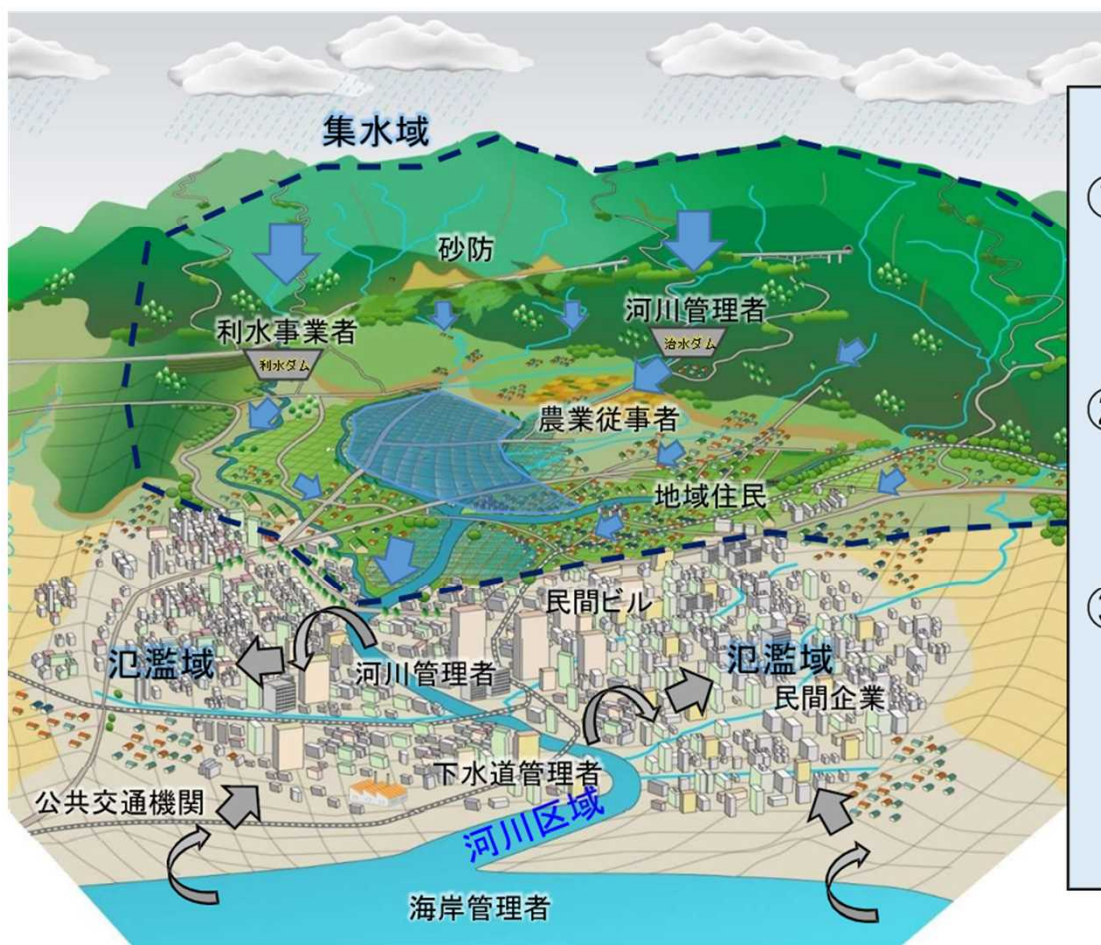 集水域
砂防
利水事業者
利水ダム
河川管理者
治水ダム
農業従事者
地域住民
民間ビル
氾濫域
河川管理者
氾濫域
民間企業
下水道管理者
公共交通機関
河川区域
海岸管理者